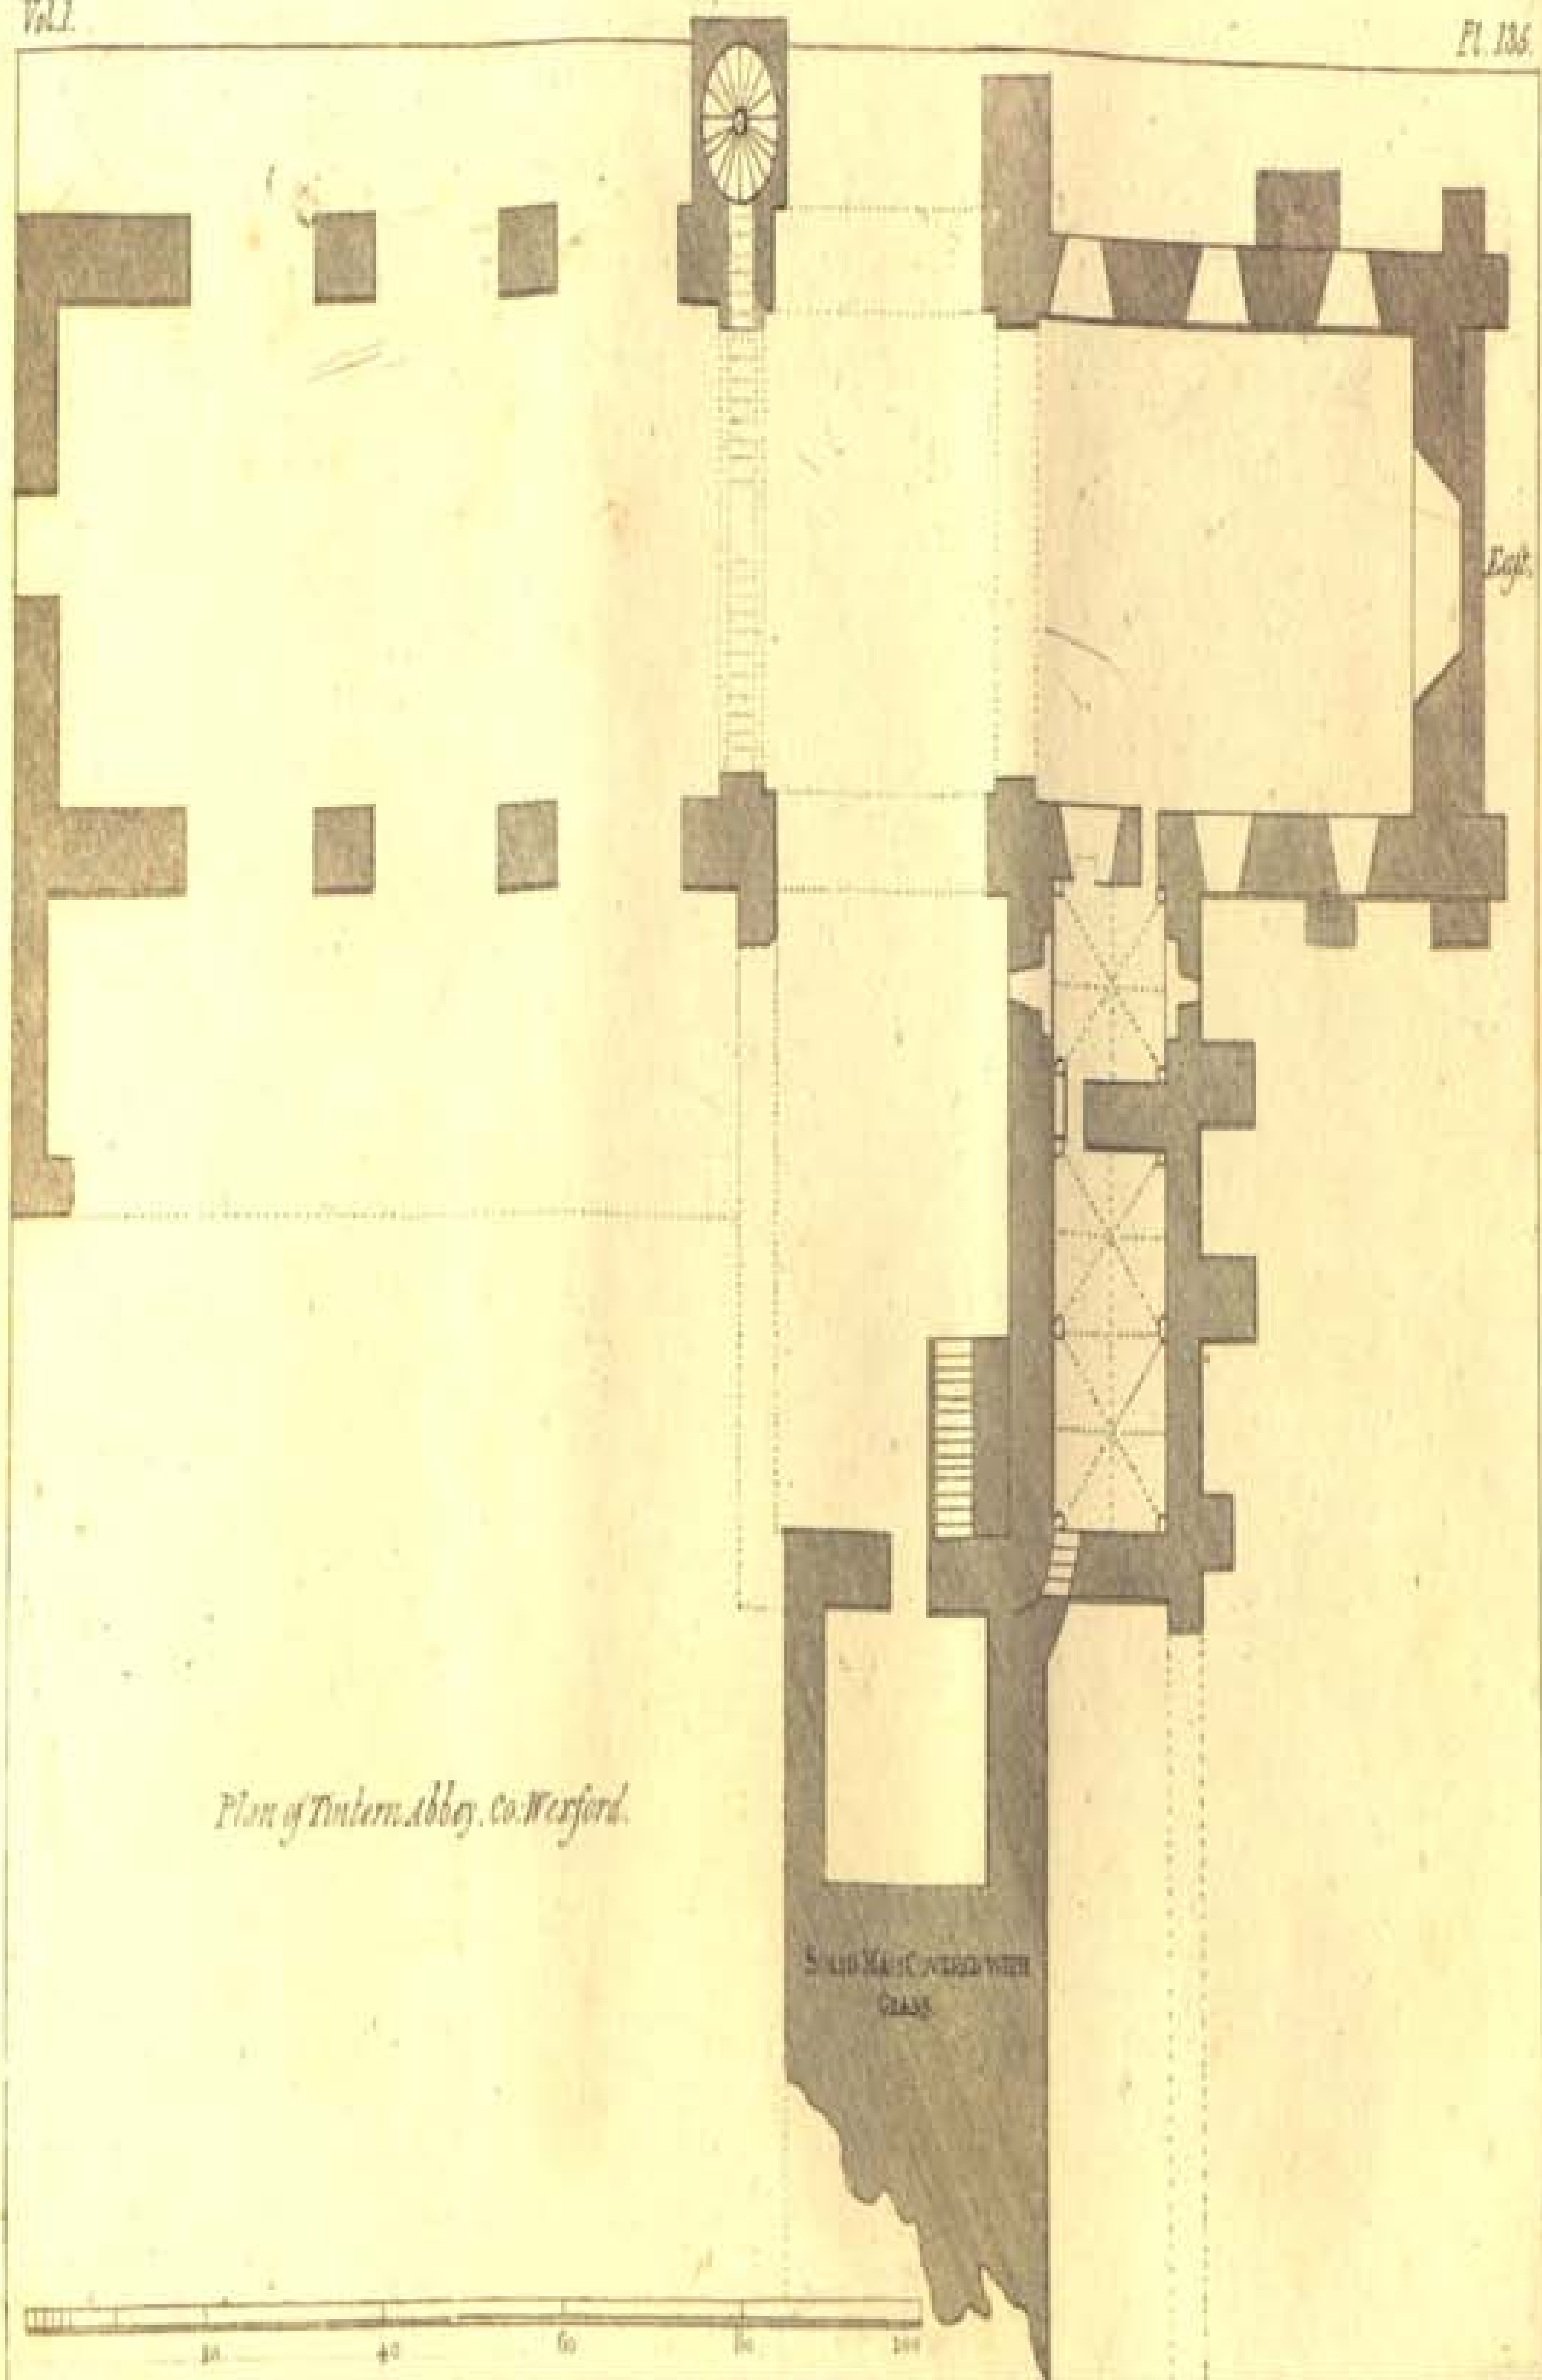 Vol. 1.
Pl. 136.
East.
Plan of Tintern Abbey. Co: Wexford.
SOLID MASS COVERED WITH
GRASS
20 40 60 80 100